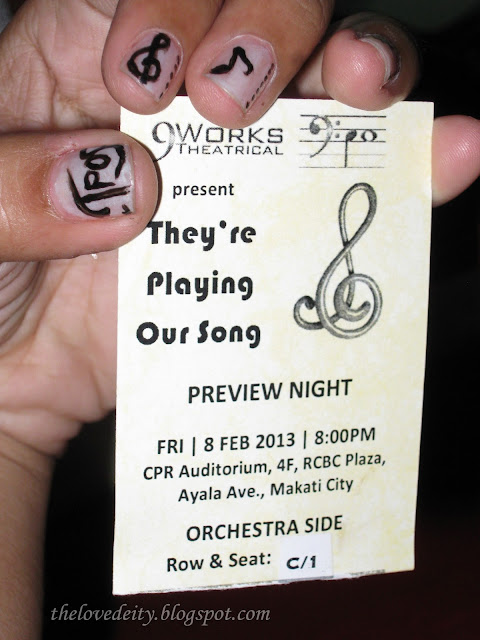 9WORKS
THEATRICAL
present
They're
Playing
Our Song
PREVIEW NIGHT
FRI | 8 FEB 2013 | 8:00PM
CPR Auditorium, 4F, RCBC Plaza,
Ayala Ave., Makati City
ORCHESTRA SIDE
Row & Seat: C/1
thelovedeity.blogspot.com